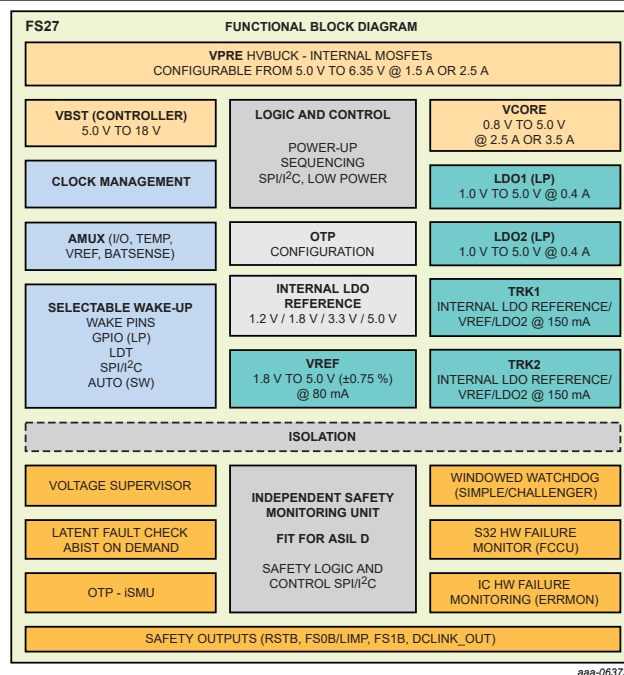 FS27
FUNCTIONAL BLOCK DIAGRAM
VPRE HVBUCK - INTERNAL MOSFETs
CONFIGURABLE FROM 5.0 V TO 6.35 V @ 1.5 A OR 2.5 A
VBST (CONTROLLER)
5.0 V TO 18 V
CLOCK MANAGEMENT
AMUX (I/O, TEMP,
VREF, BATSENSE)
SELECTABLE WAKE-UP
WAKE PINS
GPIO (LP)
LDT
SPI/I²C
AUTO (SW)
LOGIC AND CONTROL
POWER-UP
SEQUENCING
SPI/I²C, LOW POWER
OTP
CONFIGURATION
INTERNAL LDO
REFERENCE
1.2 V / 1.8 V / 3.3 V / 5.0 V
VREF
1.8 V TO 5.0 V (±0.75 %)
@ 80 mA
VCORE
0.8 V TO 5.0 V
@ 2.5 A OR 3.5 A
LDO1 (LP)
1.0 V TO 5.0 V @ 0.4 A
LDO2 (LP)
1.0 V TO 5.0 V @ 0.4 A
TRK1
INTERNAL LDO REFERENCE/
VREF/LDO2 @ 150 mA
TRK2
INTERNAL LDO REFERENCE/
VREF/LDO2 @ 150 mA
ISOLATION
VOLTAGE SUPERVISOR
LATENT FAULT CHECK
ABIST ON DEMAND
OTP - iSMU
INDEPENDENT SAFETY
MONITORING UNIT
FIT FOR ASIL D
SAFETY LOGIC AND
CONTROL SPI/I²C
WINDOWED WATCHDOG
(SIMPLE/CHALLENGER)
S32 HW FAILURE
MONITOR (FCCU)
IC HW FAILURE
MONITORING (ERRMON)
SAFETY OUTPUTS (RSTB, FS0B/LIMP, FS1B, DCLINK_OUT)